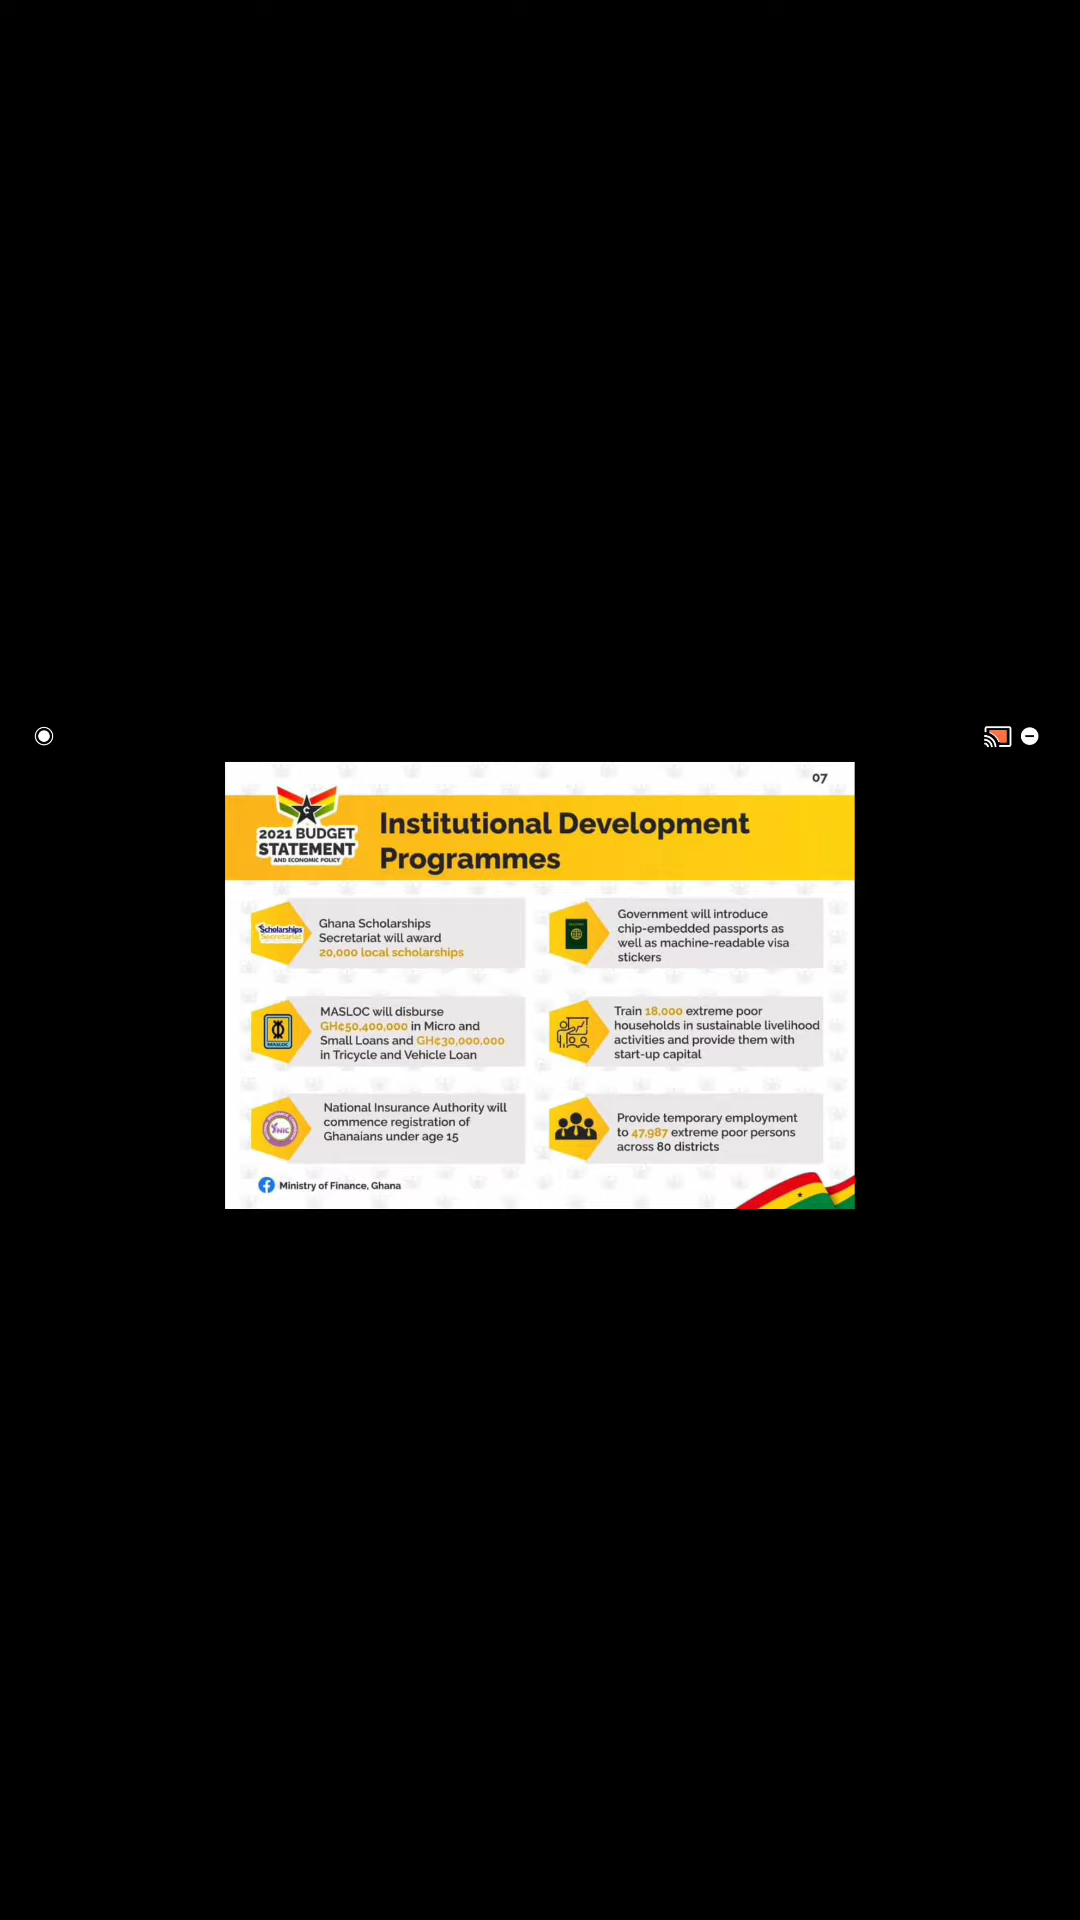 07
2021 BUDGET
STATEMENT
AND ECONOMIC POLICY
Institutional Development
Programmes
Scholarships
Secretariat
Ghana Scholarships
Secretariat will award
20,000 local scholarships
Government will introduce
chip-embedded passports as
well as machine-readable visa
stickers
MASLOC
MASLOC will disburse
GH¢50,400,000 in Micro and
Small Loans and GH¢30,000,000
in Tricycle and Vehicle Loan
Train 18,000 extreme poor
households in sustainable livelihood
activities and provide them with
start-up capital
NIC
National Insurance Authority will
commence registration of
Ghanaians under age 15
Provide temporary employment
to 47,987 extreme poor persons
across 80 districts
Ministry of Finance, Ghana